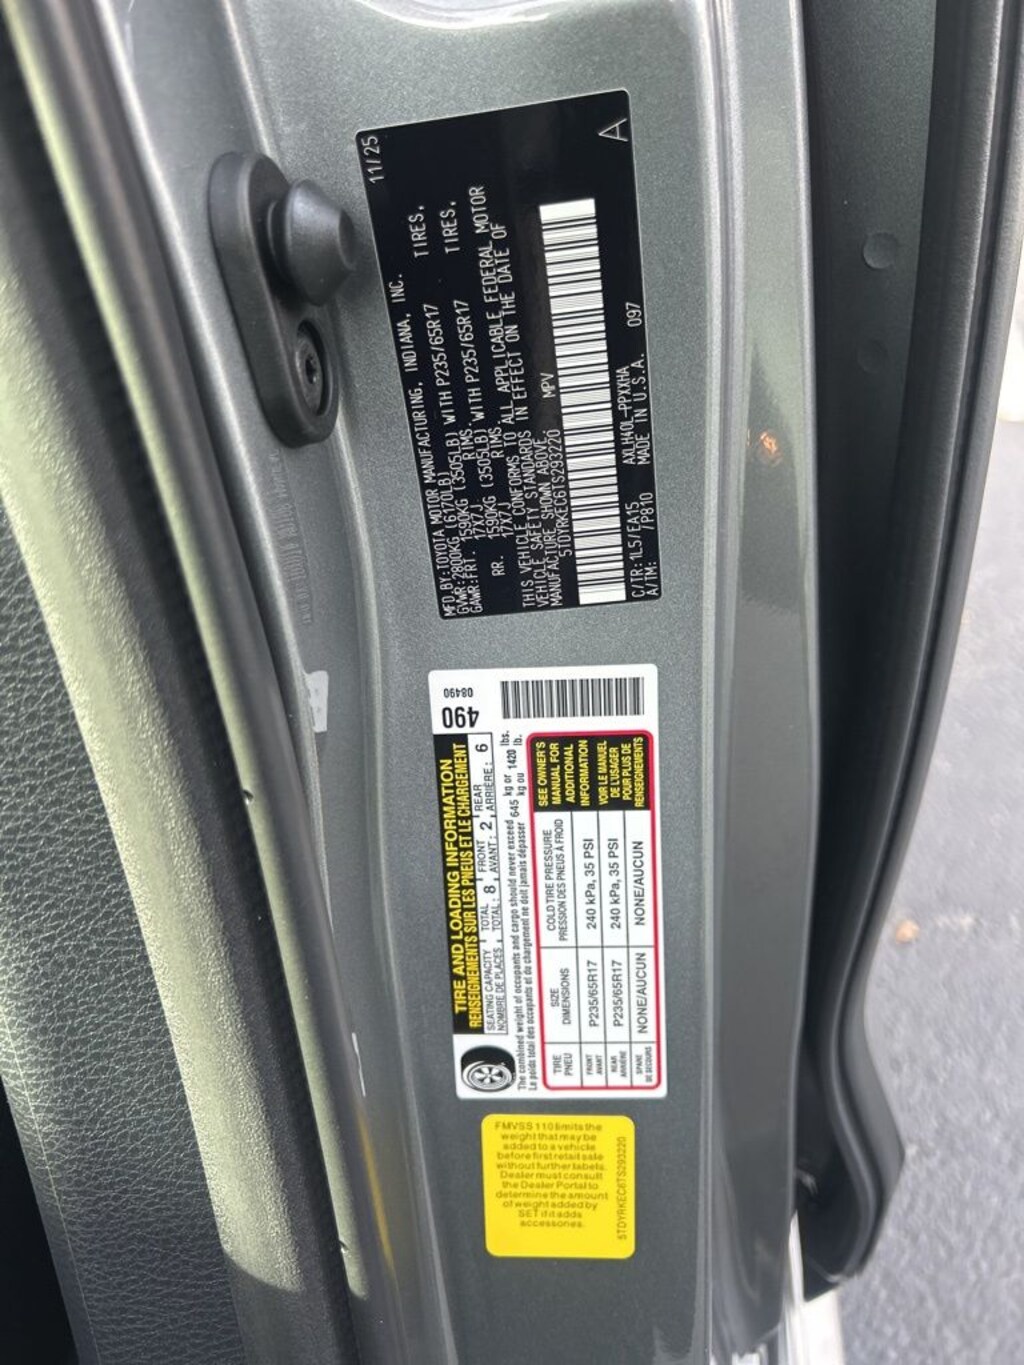 11/25
MFD.BY:TOYOTA MOTOR MANUFACTURING, INDIANA, INC.
GVWR:2800KG (6170LB)
GAWR:FRT. 1590KG (3505LB) WITH P235/65R17 TIRES,
17X7J RIMS,
RR. 1590KG (3505LB) WITH P235/65R17 TIRES,
17X7J RIMS.
THIS VEHICLE CONFORMS TO ALL APPLICABLE FEDERAL MOTOR
VEHICLE SAFETY STANDARDS IN EFFECT ON THE DATE OF
MANUFACTURE SHOWN ABOVE.
5TDYRKEC6TS293220 MPV
A
C/TR:1L5/EA15 AXLH40L-PPXXHA 097
A/TM: /P810 MADE IN U.S.A.
490
08490
TIRE AND LOADING INFORMATION
RENSEIGNEMENTS SUR LES PNEUS ET LE CHARGEMENT
SEATING CAPACITY TOTAL 8 FRONT 2 REAR 6
NOMBRE DE PLACES TOTAL: AVANT: ARRIÈRE:
The combined weight of occupants and cargo should never exceed 645 kg or 1420 lbs.
Le poids total des occupants et du chargement ne doit jamais dépasser kg ou lb.
TIRE SIZE COLD TIRE PRESSURE
PNEU DIMENSIONS PRESSION DES PNEUS À FROID
FRONT AVANT P235/65R17 240 kPa, 35 PSI
REAR ARRIÈRE P235/65R17 240 kPa, 35 PSI
SPARE DE SECOURS NONE/AUCUN NONE/AUCUN
SEE OWNER'S
MANUAL FOR
ADDITIONAL
INFORMATION
VOIR LE MANUEL
DE L'USAGER
POUR PLUS DE
RENSEIGNEMENTS
FMVSS 110 limits the
weight that may be
added to a vehicle
before first retail sale
without further labels.
Dealer must consult
the Dealer Portal to
determine the amount
of weight added by
SET if it adds
accessories.
5TDYRKEC6TS293220